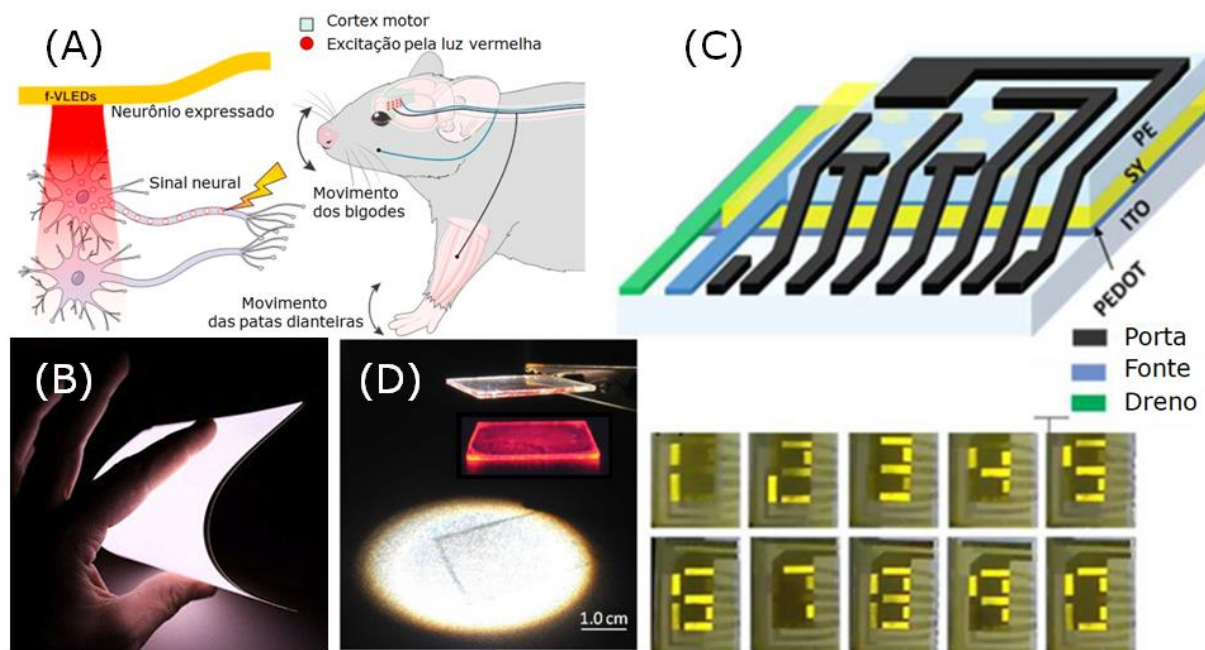 (A)
Cortex motor
Excitação pela luz vermelha
f-VLEDs
Neurônio expressado
Sinal neural
Movimento
dos bigodes
Movimento
das patas dianteiras
(C)
PE
SY
ITO
PEDOT
Porta
Fonte
Dreno
(B)
(D)
1.0 cm